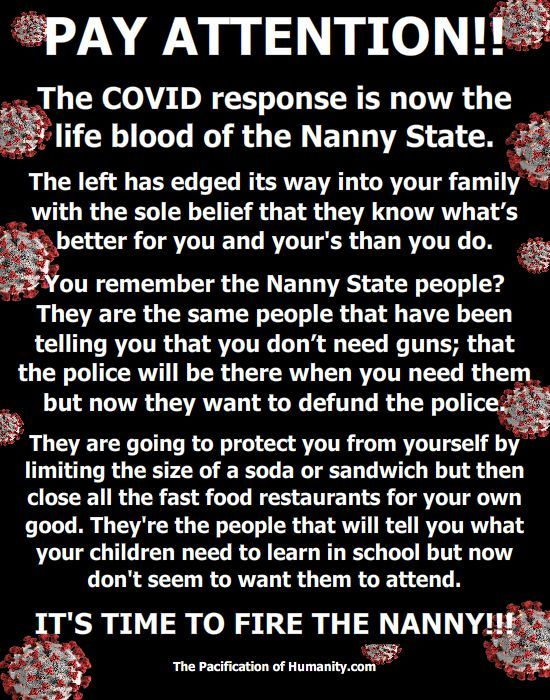 PAY ATTENTION!!
The COVID response is now the
life blood of the Nanny State.
The left has edged its way into your family
with the sole belief that they know what’s
better for you and your's than you do.
You remember the Nanny State people?
They are the same people that have been
telling you that you don’t need guns; that
the police will be there when you need them
but now they want to defund the police.
They are going to protect you from yourself by
limiting the size of a soda or sandwich but then
close all the fast food restaurants for your own
good. They're the people that will tell you what
your children need to learn in school but now
don't seem to want them to attend.
IT'S TIME TO FIRE THE NANNY!!!
The Pacification of Humanity.com